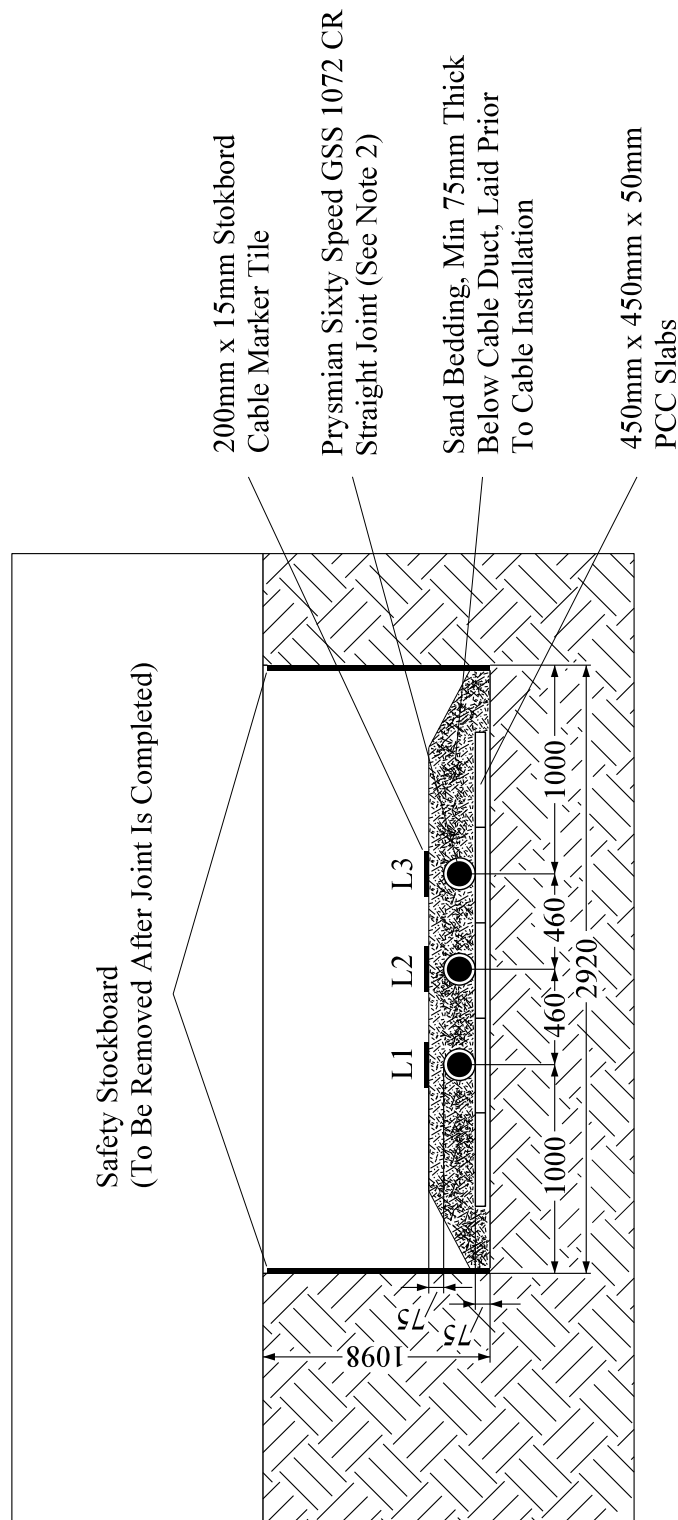 Safety Stockboard
(To Be Removed After Joint Is Completed)
200mm x 15mm Stokbord
Cable Marker Tile
Prysmian Sixty Speed GSS 1072 CR
Straight Joint (See Note 2)
Sand Bedding, Min 75mm Thick
Below Cable Duct, Laid Prior
To Cable Installation
450mm x 450mm x 50mm
PCC Slabs
L1
L2
L3
1098
75
75
1000
460
460
1000
2920